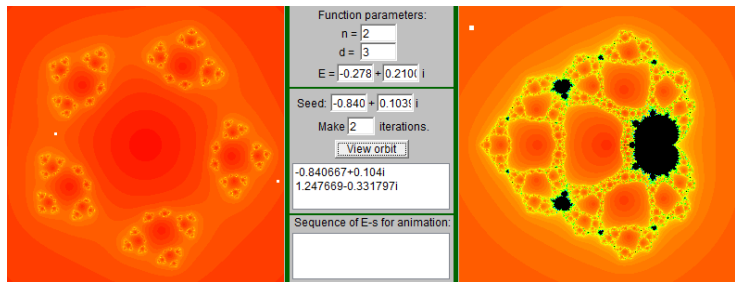 Function parameters:
n = 2
d = 3
E = -0.278 + 0.210( i
Seed: -0.840 + 0.1039 i
Make 2 iterations.
View orbit
-0.840667+0.104i
1.247669-0.331797i
Sequence of E-s for animation: